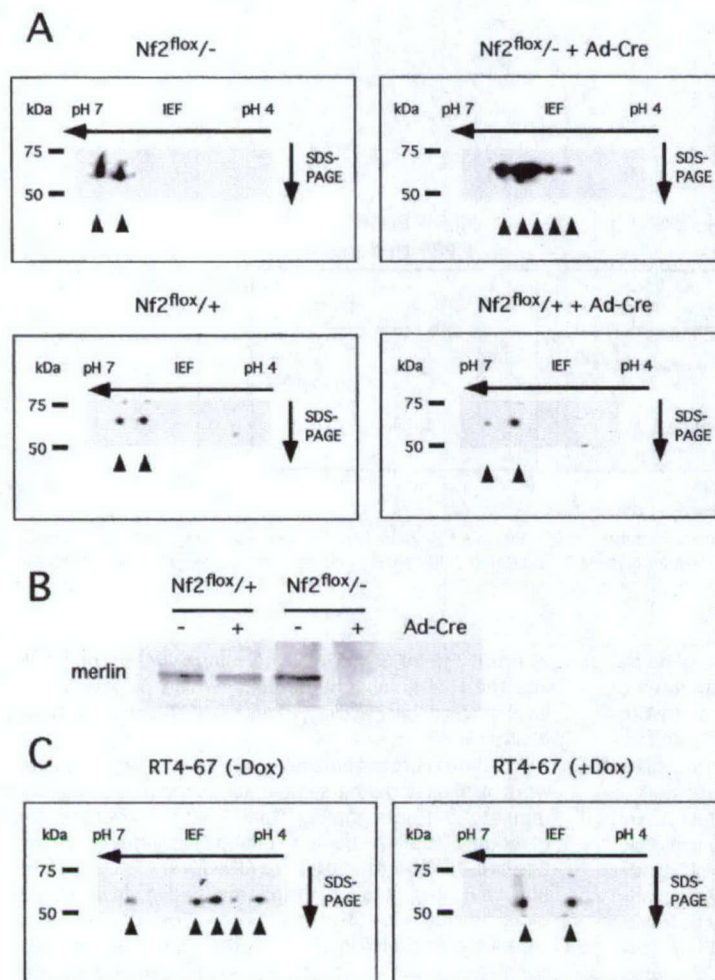 A
Nf2flox/-
kDa pH 7 IEF pH 4
75
50
SDS-
PAGE
Nf2flox/- + Ad-Cre
kDa pH 7 IEF pH 4
75
50
SDS-
PAGE
Nf2flox/+
kDa pH 7 IEF pH 4
75
50
SDS-
PAGE
Nf2flox/+ + Ad-Cre
kDa pH 7 IEF pH 4
75
50
SDS-
PAGE
B
Nf2flox/+ Nf2flox/-
- + - + Ad-Cre
merlin
C
RT4-67 (-Dox)
kDa pH 7 IEF pH 4
75
50
SDS-
PAGE
RT4-67 (+Dox)
kDa pH 7 IEF pH 4
75
50
SDS-
PAGE